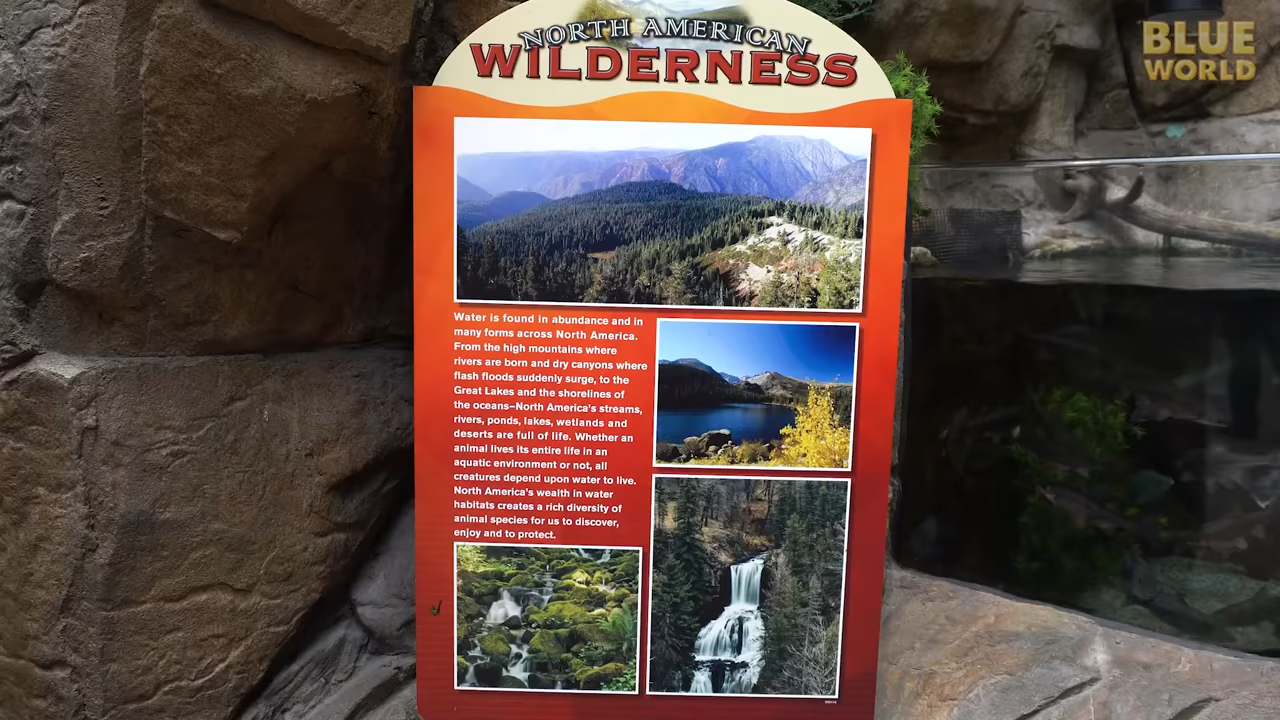 NORTH AMERICAN
WILDERNESS
BLUE
WORLD
Water is found in abundance and in
many forms across North America.
From the high mountains where
rivers are born and dry canyons where
flash floods suddenly surge, to the
Great Lakes and the shorelines of
the oceans–North America's streams,
rivers, ponds, lakes, wetlands and
deserts are full of life. Whether an
animal lives its entire life in an
aquatic environment or not, all
creatures depend upon water to live.
North America's wealth in water
habitats creates a rich diversity of
animal species for us to discover,
enjoy and to protect.